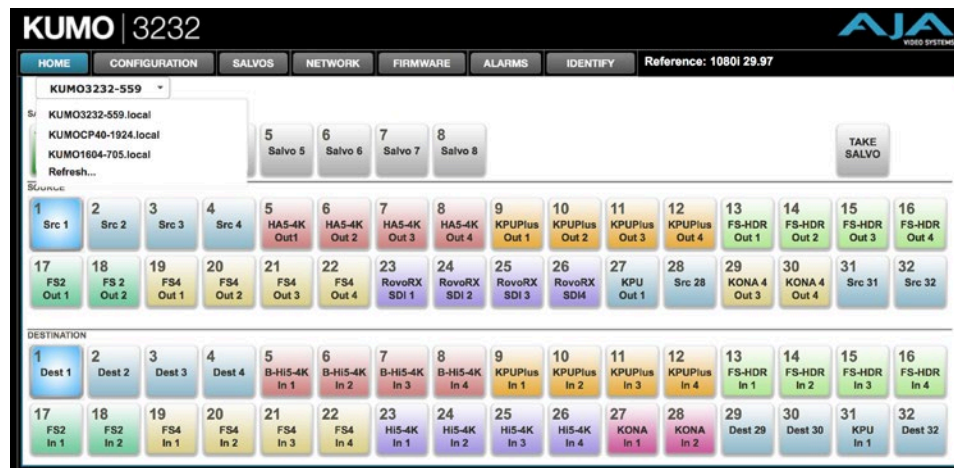 KUMO 3232
AJA
VIDEO SYSTEMS
HOME CONFIGURATION SALVOS NETWORK FIRMWARE ALARMS IDENTIFY Reference: 1080i 29.97
KUMO3232-559
KUMO3232-559.local
KUMOCP40-1924.local
KUMO1604-705.local
Refresh...
5 Salvo 5
6 Salvo 6
7 Salvo 7
8 Salvo 8
TAKE SALVO
SOURCE
1 Src 1
2 Src 2
3 Src 3
4 Src 4
5 HA5-4K Out1
6 HA5-4K Out 2
7 HA5-4K Out 3
8 HA5-4K Out 4
9 KPUPlus Out 1
10 KPUPlus Out 2
11 KPUPlus Out 3
12 KPUPlus Out 4
13 FS-HDR Out 1
14 FS-HDR Out 2
15 FS-HDR Out 3
16 FS-HDR Out 4
17 FS2 Out 1
18 FS 2 Out 2
19 FS4 Out 1
20 FS4 Out 2
21 FS4 Out 3
22 FS4 Out 4
23 RovoRX SDI 1
24 RovoRX SDI 2
25 RovoRX SDI 3
26 RovoRX SDI4
27 KPU Out 1
28 Src 28
29 KONA 4 Out 3
30 KONA 4 Out 4
31 Src 31
32 Src 32
DESTINATION
1 Dest 1
2 Dest 2
3 Dest 3
4 Dest 4
5 B-Hi5-4K In 1
6 B-Hi5-4K In 2
7 B-Hi5-4K In 3
8 B-Hi5-4K In 4
9 KPUPlus In 1
10 KPUPlus In 2
11 KPUPlus In 3
12 KPUPlus In 4
13 FS-HDR In 1
14 FS-HDR In 2
15 FS-HDR In 3
16 FS-HDR In 4
17 FS2 In 1
18 FS2 In 2
19 FS4 In 1
20 FS4 In 2
21 FS4 In 3
22 FS4 In 4
23 Hi5-4K In 1
24 Hi5-4K In 2
25 Hi5-4K In 3
26 Hi5-4K In 4
27 KONA In 1
28 KONA In 2
29 Dest 29
30 Dest 30
31 KPU In 1
32 Dest 32